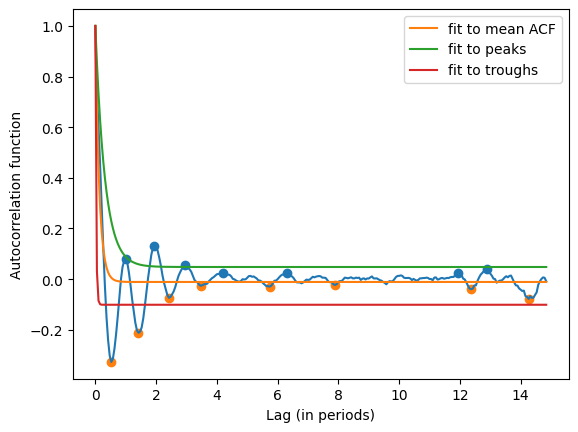 fit to mean ACF
fit to peaks
fit to troughs
Autocorrelation function
1.0
0.8
0.6
0.4
0.2
0.0
−0.2
0 2 4 6 8 10 12 14
Lag (in periods)